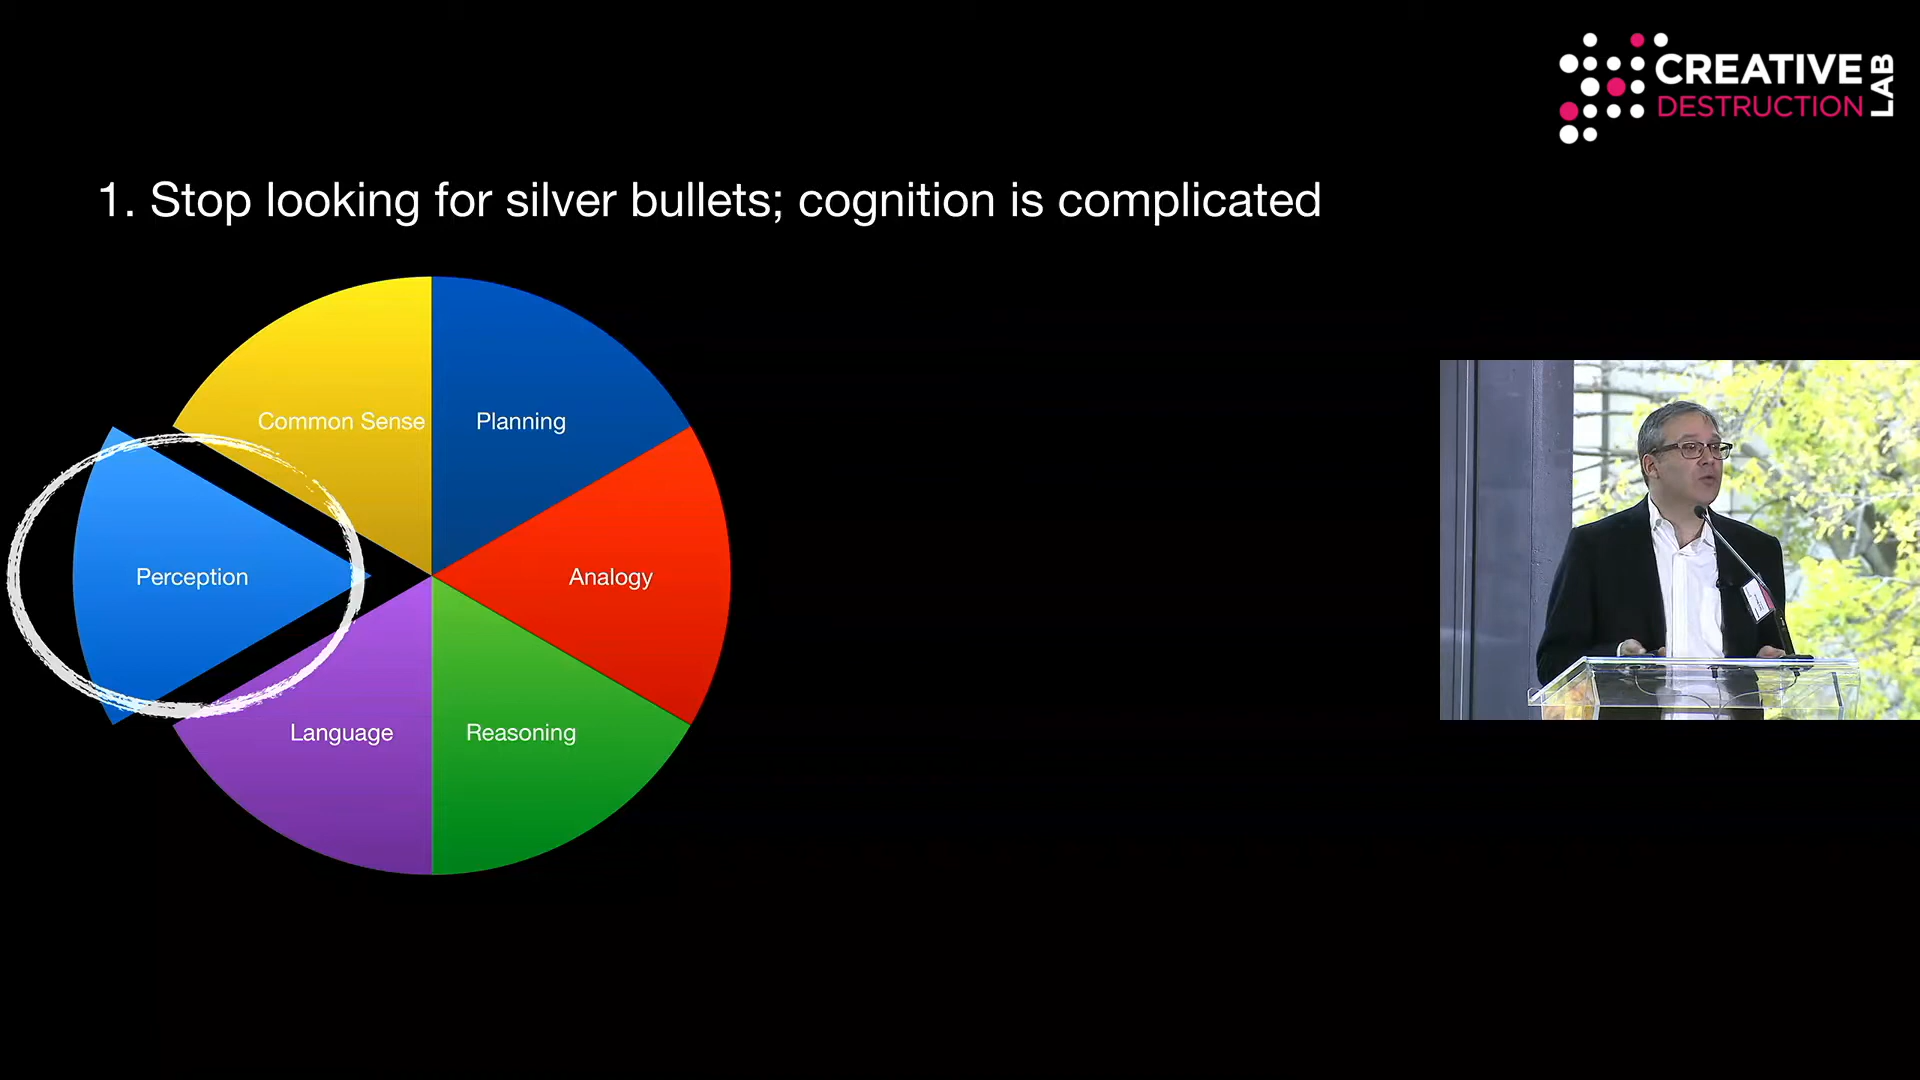 CREATIVE
DESTRUCTION
LAB
1. Stop looking for silver bullets; cognition is complicated
Common Sense
Planning
Perception
Analogy
Language
Reasoning